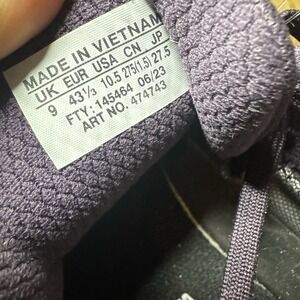 MADE IN VIETNAM
UK EUR USA CN JP
9 43⅓ 10.5 275(1.5) 27.5
FTY: 145464 06/23
ART NO. 474743